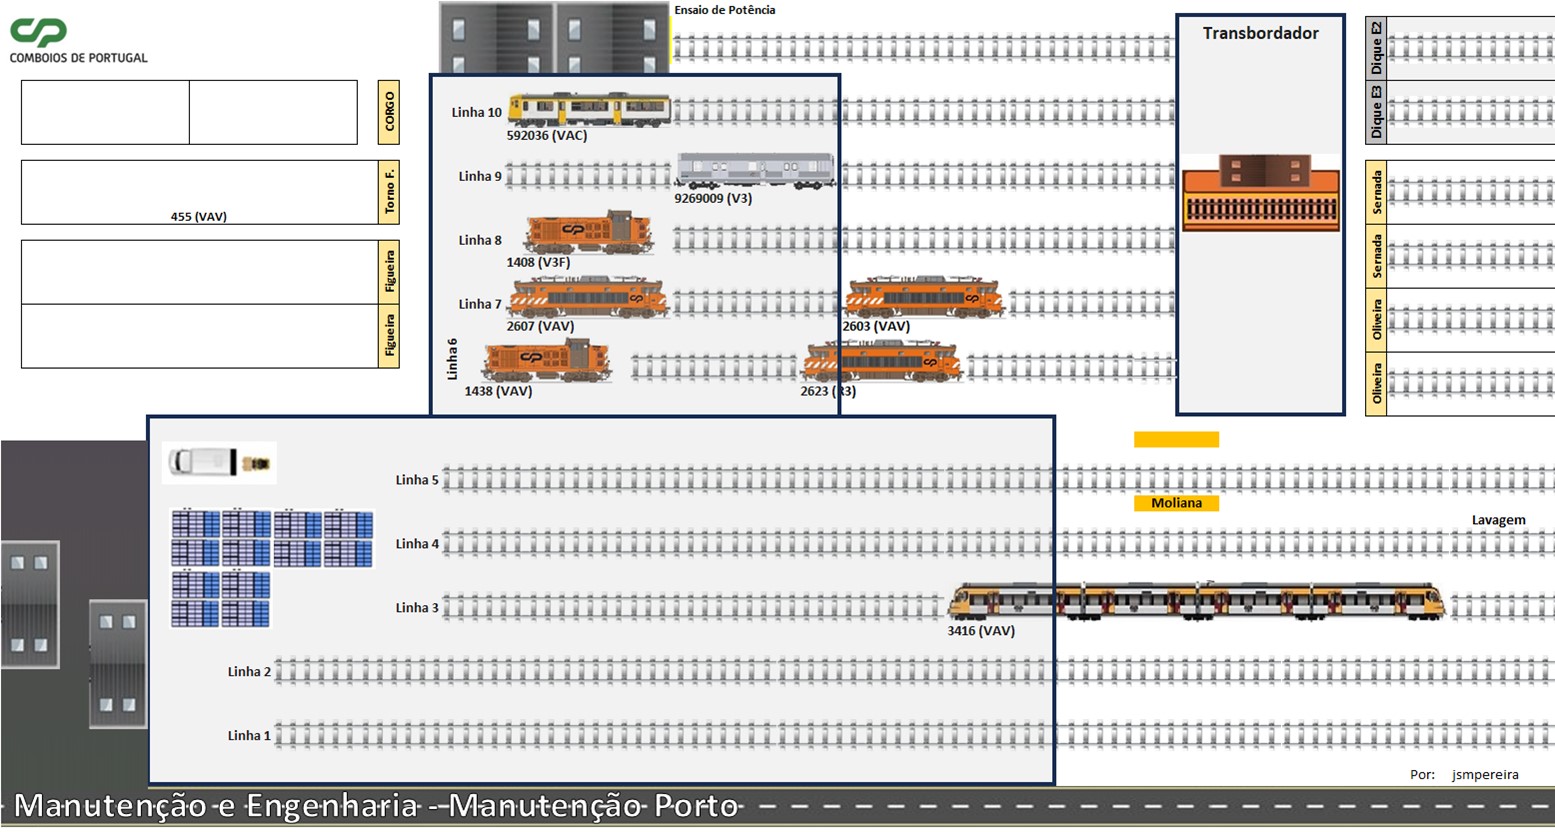 CP
COMBOIOS DE PORTUGAL
Ensaio de Potência
Transbordador
Dique E2
Dique E3
CORGO
Linha 10
592036 (VAC)
Linha 9
9269009 (V3)
Torno F.
455 (VAV)
Sernada
Linha 8
1408 (V3F)
Figueira
Sernada
Linha 7
2607 (VAV)
2603 (VAV)
Figueira
Oliveira
Linha 6
1438 (VAV)
2623 (R3)
Oliveira
Linha 5
Moliana
Lavagem
Linha 4
Linha 3
3416 (VAV)
Linha 2
Linha 1
Por: jsmpereira
Manutenção e Engenharia - Manutenção Porto